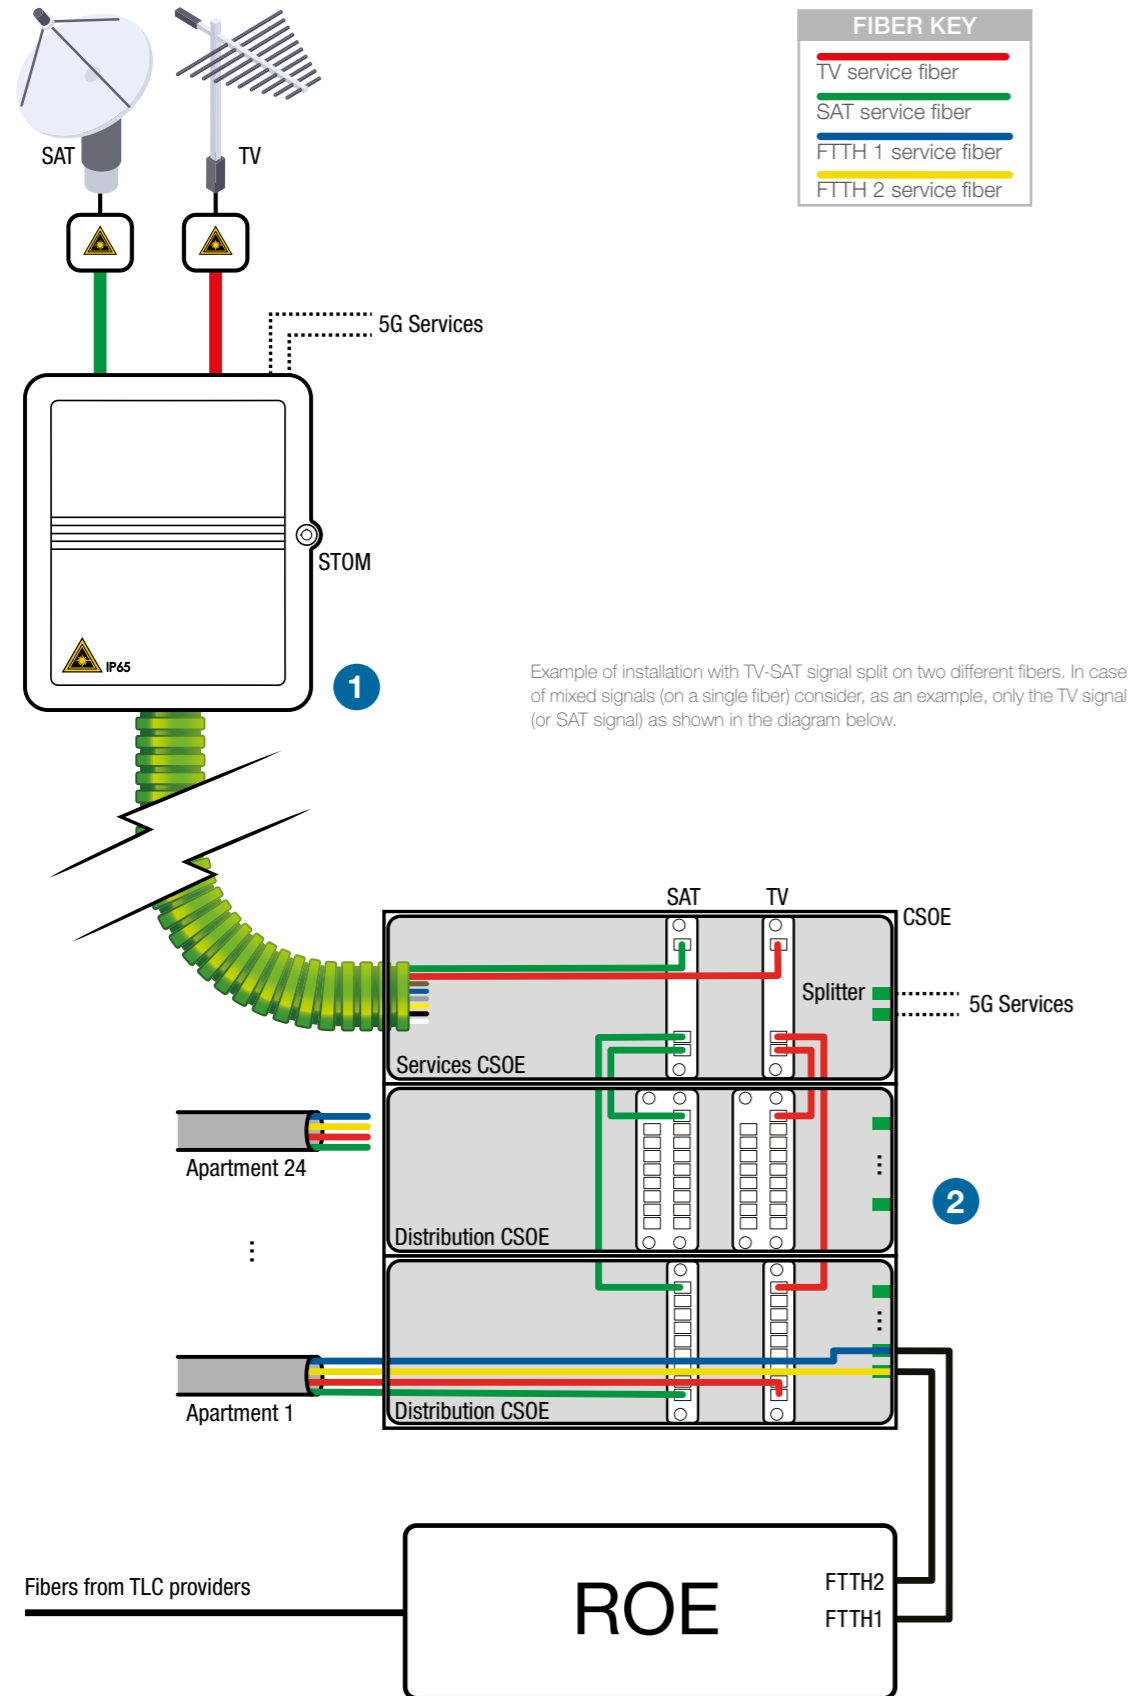 FIBER KEY
TV service fiber
SAT service fiber
FTTH 1 service fiber
FTTH 2 service fiber
SAT
TV
5G Services
STOM
IP65
1
Example of installation with TV-SAT signal split on two different fibers. In case
of mixed signals (on a single fiber) consider, as an example, only the TV signal
(or SAT signal) as shown in the diagram below.
SAT
TV
CSOE
Splitter
5G Services
Services CSOE
Apartment 24
2
Distribution CSOE
Apartment 1
Distribution CSOE
Fibers from TLC providers
ROE
FTTH2
FTTH1